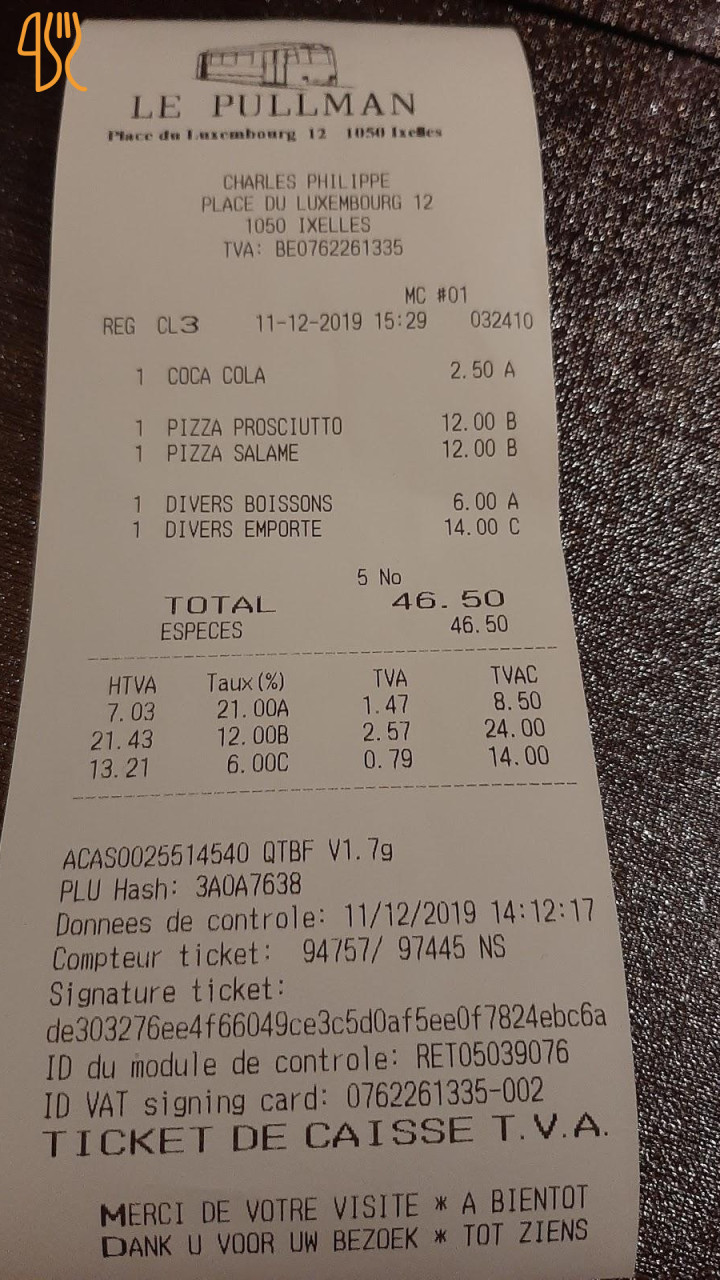 LE PULLMAN
Place du Luxembourg 12 1050 Ixelles
CHARLES PHILIPPE
PLACE DU LUXEMBOURG 12
1050 IXELLES
TVA: BE0762261335
MC #01
REG CL3 11-12-2019 15:29 032410
1 COCA COLA 2.50 A
1 PIZZA PROSCIUTTO 12.00 B
1 PIZZA SALAME 12.00 B
1 DIVERS BOISSONS 6.00 A
1 DIVERS EMPORTE 14.00 C
5 No
TOTAL 46.50
ESPECES 46.50
HTVA Taux(%) TVA TVAC
7.03 21.00A 1.47 8.50
21.43 12.00B 2.57 24.00
13.21 6.00C 0.79 14.00
ACAS0025514540 QTBF V1.7g
PLU Hash: 3A0A7638
Donnees de controle: 11/12/2019 14:12:17
Compteur ticket: 94757/ 97445 NS
Signature ticket:
de303276ee4f66049ce3c5d0af5ee0f7824ebc6a
ID du module de controle: RET05039076
ID VAT signing card: 0762261335-002
TICKET DE CAISSE T.V.A.
MERCI DE VOTRE VISITE * A BIENTOT
DANK U VOOR UW BEZOEK * TOT ZIENS